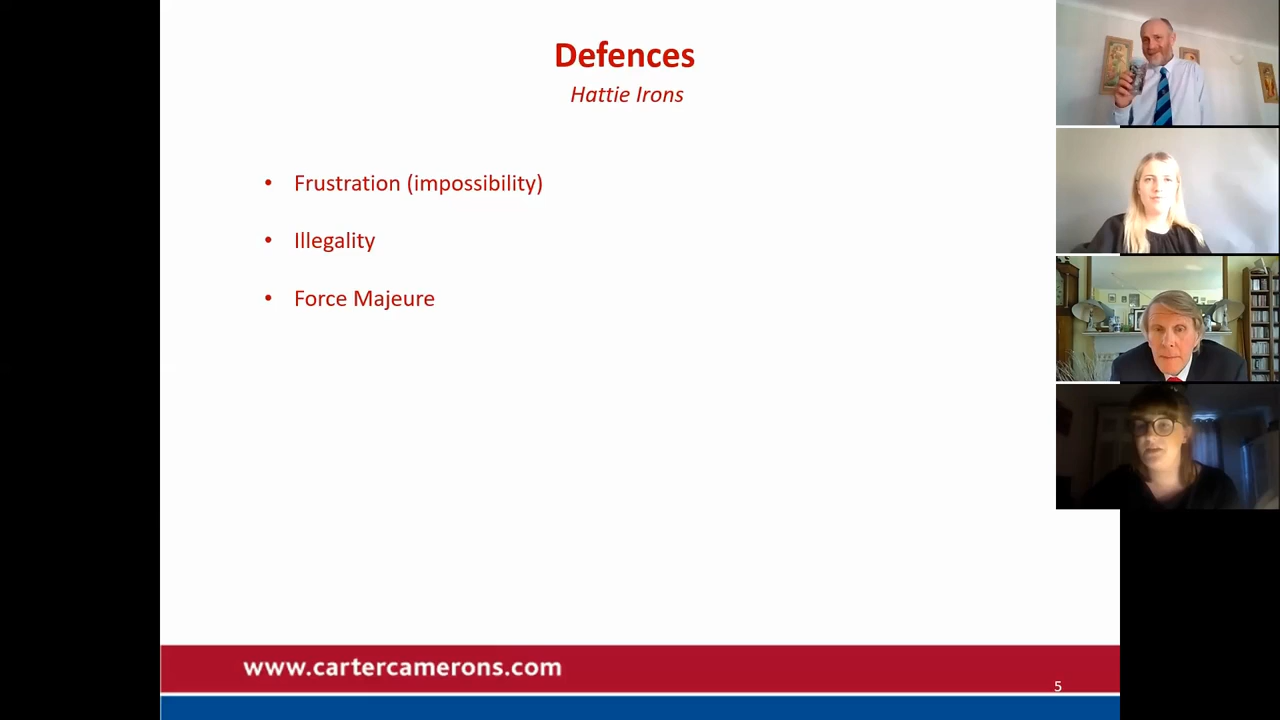 Defences
Hattie Irons
• Frustration (impossibility)
• Illegality
• Force Majeure
www.cartercamerons.com
5